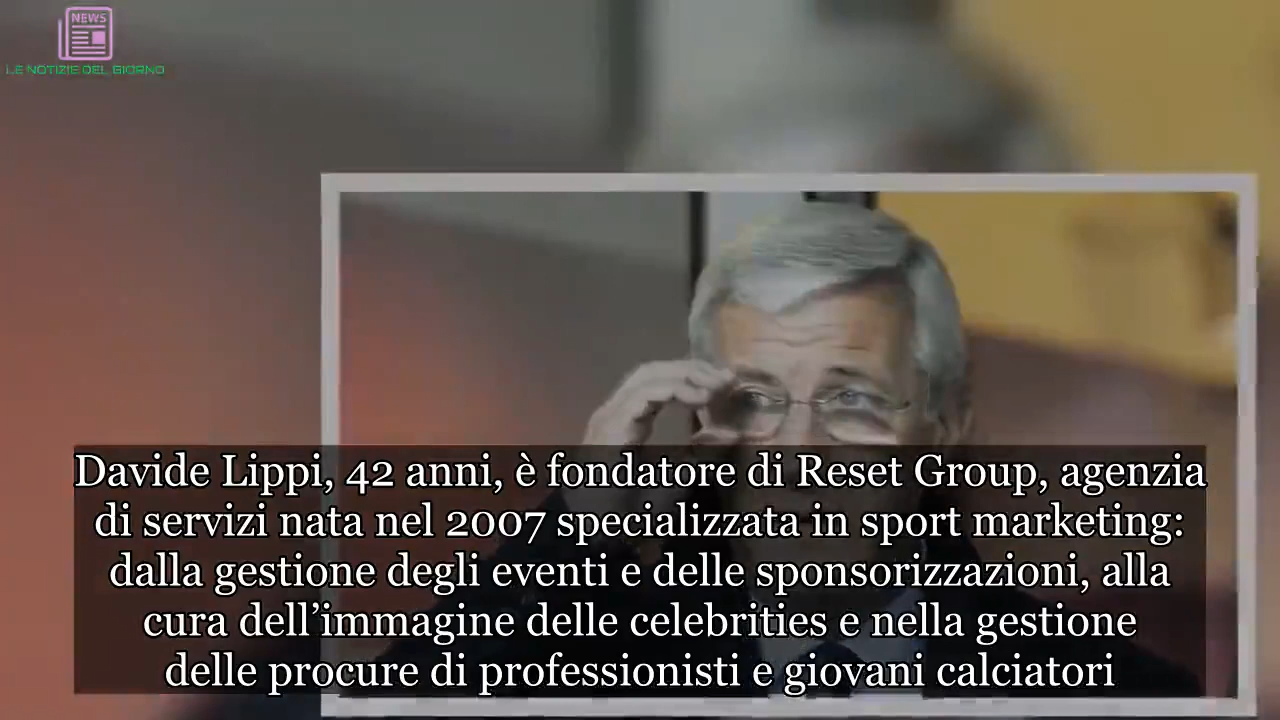 NEWS
LE NOTIZIE DEL GIORNO
Davide Lippi, 42 anni, è fondatore di Reset Group, agenzia
di servizi nata nel 2007 specializzata in sport marketing:
dalla gestione degli eventi e delle sponsorizzazioni, alla
cura dell’immagine delle celebrities e nella gestione
delle procure di professionisti e giovani calciatori